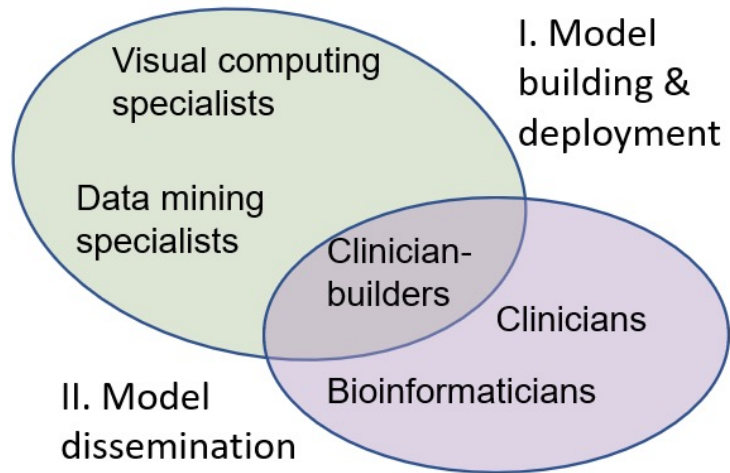 I. Model
building &
deployment
Visual computing
specialists
Data mining
specialists
Clinician-
builders
Clinicians
Bioinformaticians
II. Model
dissemination